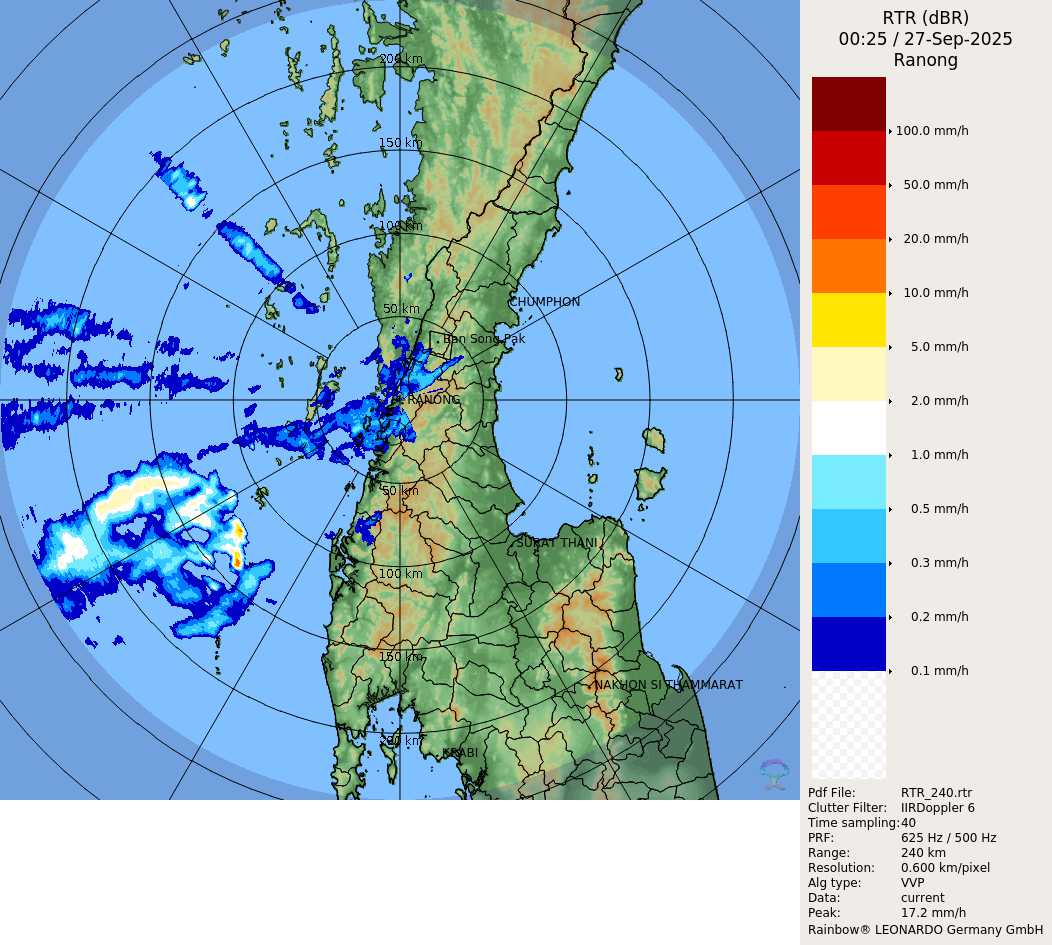 200 km
150 km
100 km
50 km
CHUMPHON
Ban Song Pak
RANONG
50 km
SURAT THANI
100 km
150 km
NAKHON SI THAMMARAT
200 km
KRABI
RTR (dBR)
00:25 / 27-Sep-2025
Ranong
100.0 mm/h
50.0 mm/h
20.0 mm/h
10.0 mm/h
5.0 mm/h
2.0 mm/h
1.0 mm/h
0.5 mm/h
0.3 mm/h
0.2 mm/h
0.1 mm/h
Pdf File: RTR_240.rtr
Clutter Filter: IIRDoppler 6
Time sampling: 40
PRF: 625 Hz / 500 Hz
Range: 240 km
Resolution: 0.600 km/pixel
Alg type: VVP
Data: current
Peak: 17.2 mm/h
Rainbow® LEONARDO Germany GmbH